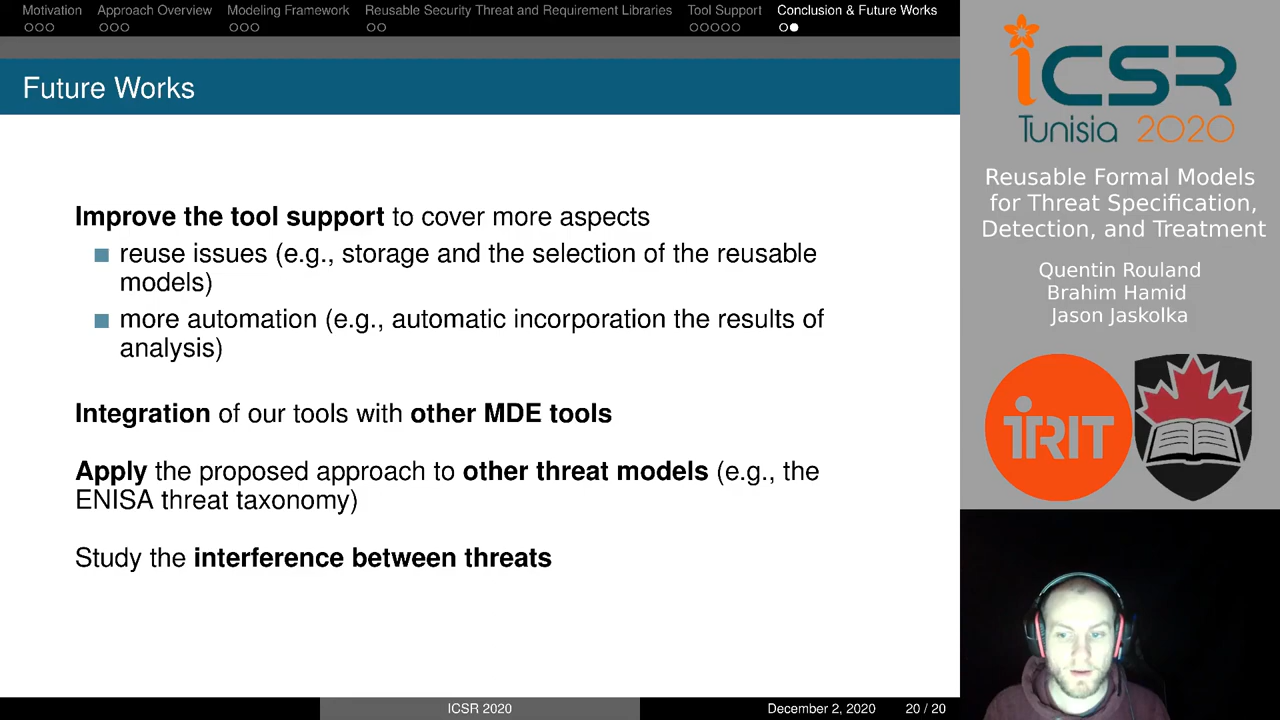 Motivation Approach Overview Modeling Framework Reusable Security Threat and Requirement Libraries Tool Support Conclusion & Future Works
Future Works
Improve the tool support to cover more aspects
reuse issues (e.g., storage and the selection of the reusable
models)
more automation (e.g., automatic incorporation the results of
analysis)
Integration of our tools with other MDE tools
Apply the proposed approach to other threat models (e.g., the
ENISA threat taxonomy)
Study the interference between threats
ICSR 2020 December 2, 2020 20 / 20
iCSR
Tunisia 2020
Reusable Formal Models
for Threat Specification,
Detection, and Treatment
Quentin Rouland
Brahim Hamid
Jason Jaskolka
iRIT